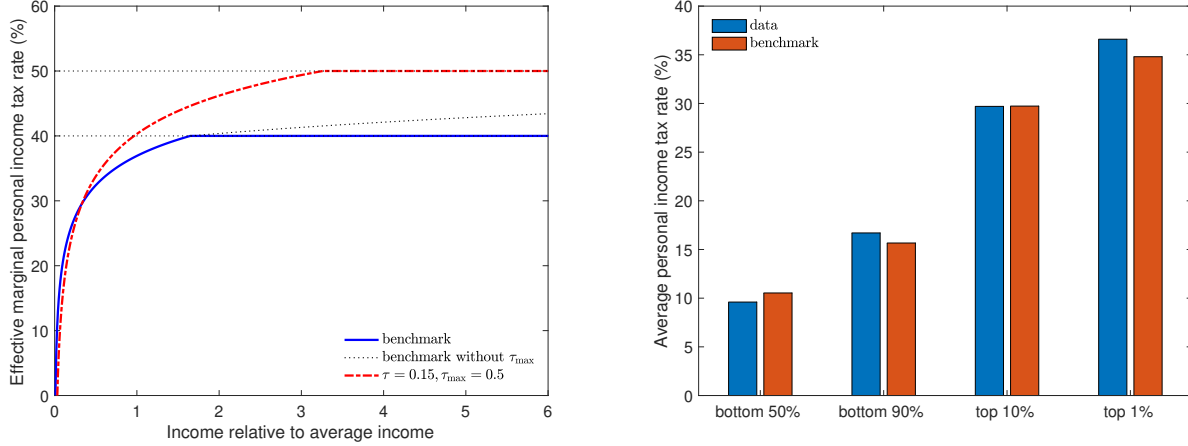 Effective marginal personal income tax rate (%)
60
50
40
30
20
10
0
0 1 2 3 4 5 6
Income relative to average income
benchmark
benchmark without τmax
τ = 0.15, τmax = 0.5
Average personal income tax rate (%)
40
35
30
25
20
15
10
5
0
data
benchmark
bottom 50% bottom 90% top 10% top 1%